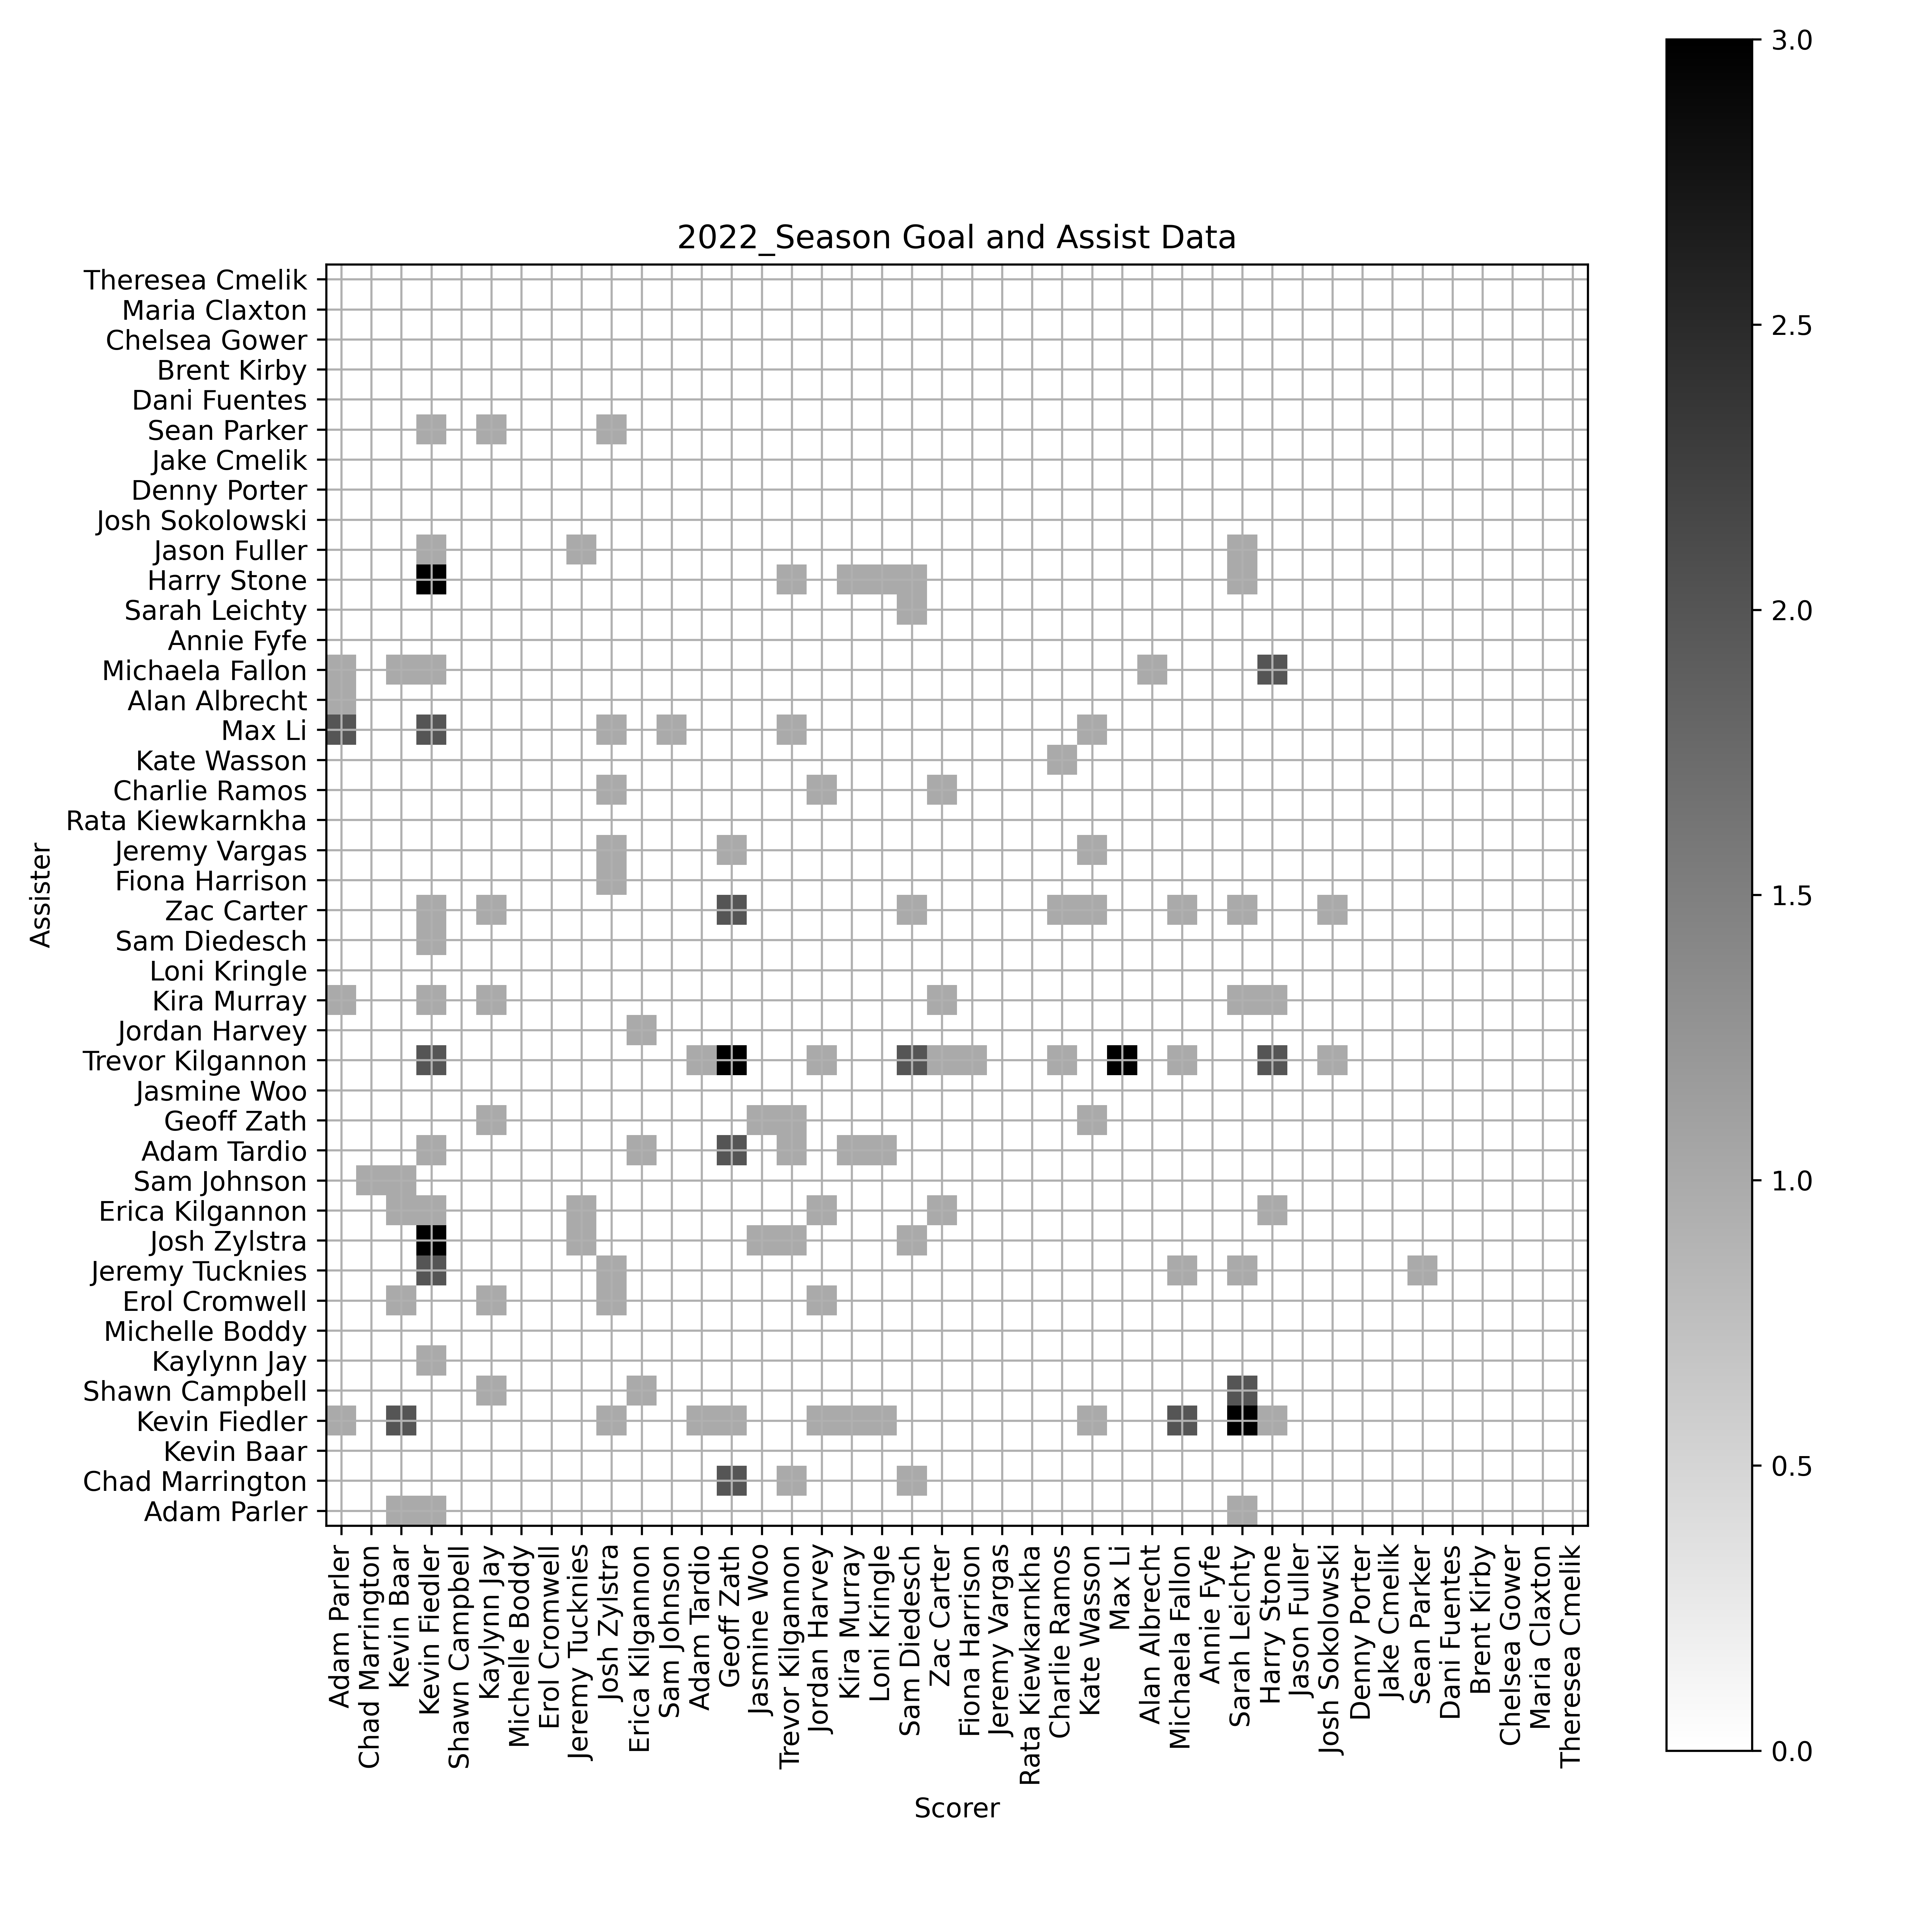 2022_Season Goal and Assist Data
Theresea Cmelik
Maria Claxton
Chelsea Gower
Brent Kirby
Dani Fuentes
Sean Parker
Jake Cmelik
Denny Porter
Josh Sokolowski
Jason Fuller
Harry Stone
Sarah Leichty
Annie Fyfe
Michaela Fallon
Alan Albrecht
Max Li
Kate Wasson
Charlie Ramos
Rata Kiewkarnkha
Jeremy Vargas
Fiona Harrison
Zac Carter
Sam Diedesch
Loni Kringle
Kira Murray
Jordan Harvey
Trevor Kilgannon
Jasmine Woo
Geoff Zath
Adam Tardio
Sam Johnson
Erica Kilgannon
Josh Zylstra
Jeremy Tucknies
Erol Cromwell
Michelle Boddy
Kaylynn Jay
Shawn Campbell
Kevin Fiedler
Kevin Baar
Chad Marrington
Adam Parler
Assister
Adam Parler
Chad Marrington
Kevin Baar
Kevin Fiedler
Shawn Campbell
Kaylynn Jay
Michelle Boddy
Erol Cromwell
Jeremy Tucknies
Josh Zylstra
Erica Kilgannon
Sam Johnson
Adam Tardio
Geoff Zath
Jasmine Woo
Trevor Kilgannon
Jordan Harvey
Kira Murray
Loni Kringle
Sam Diedesch
Zac Carter
Fiona Harrison
Jeremy Vargas
Rata Kiewkarnkha
Charlie Ramos
Kate Wasson
Max Li
Alan Albrecht
Michaela Fallon
Annie Fyfe
Sarah Leichty
Harry Stone
Jason Fuller
Josh Sokolowski
Denny Porter
Jake Cmelik
Sean Parker
Dani Fuentes
Brent Kirby
Chelsea Gower
Maria Claxton
Theresea Cmelik
Scorer
3.0
2.5
2.0
1.5
1.0
0.5
0.0